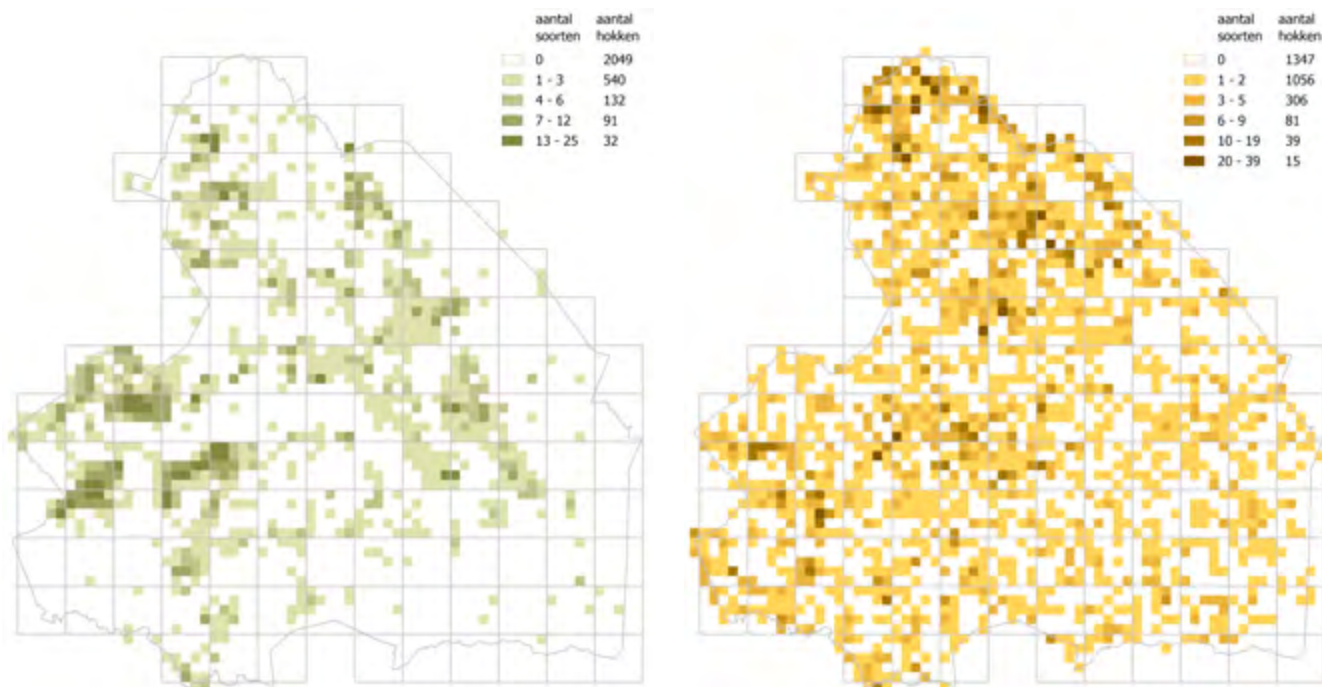 aantal aantal
soorten hokken
0 2049
1 - 3 540
4 - 6 132
7 - 12 91
13 - 25 32
aantal aantal
soorten hokken
0 1347
1 - 2 1056
3 - 5 306
6 - 9 81
10 - 19 39
20 - 39 15